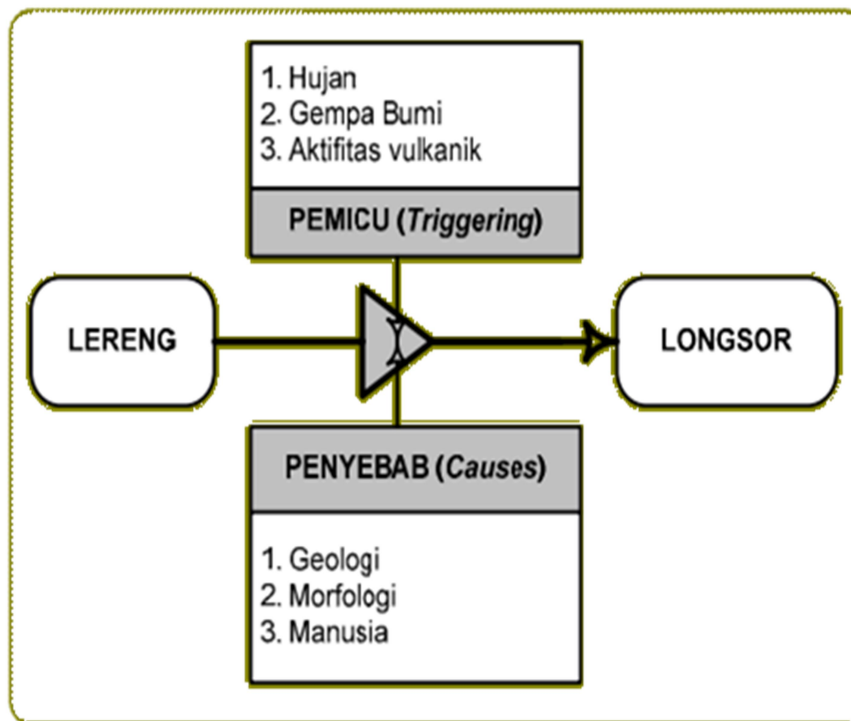 1. Hujan
2. Gempa Bumi
3. Aktifitas vulkanik
PEMICU (Triggering)
LERENG
LONGSOR
PENYEBAB (Causes)
1. Geologi
2. Morfologi
3. Manusia